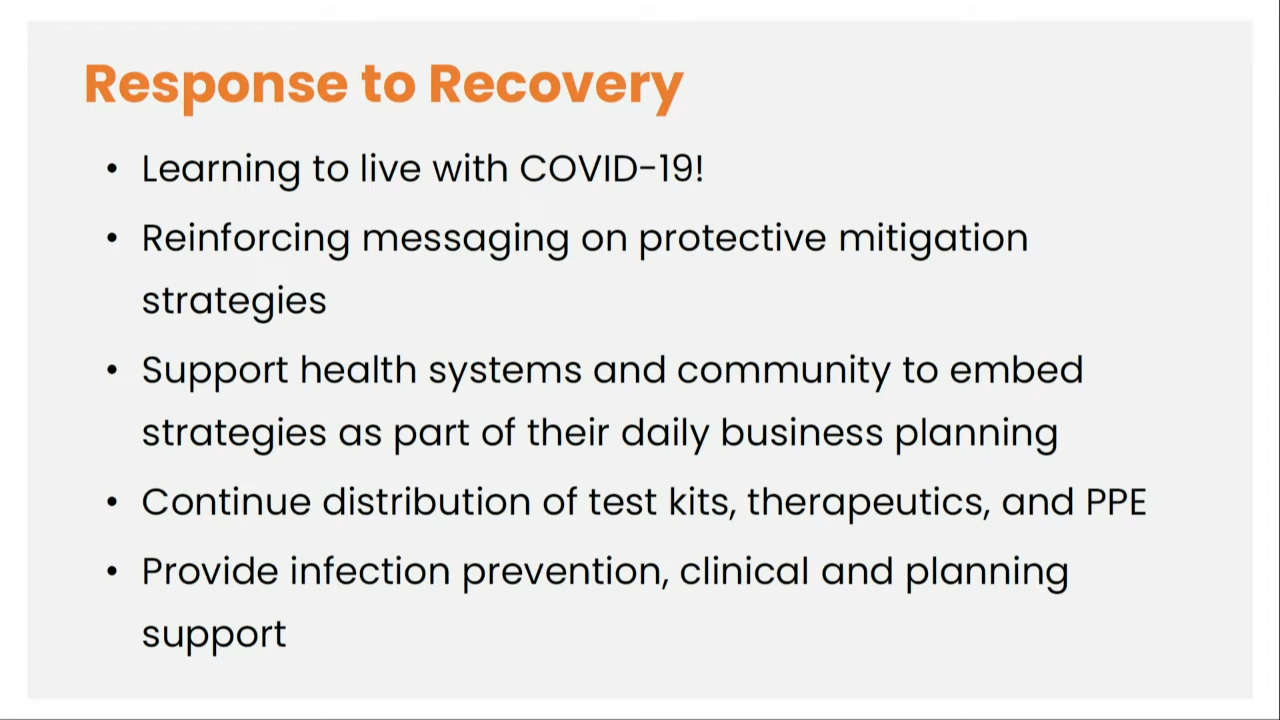 Response to Recovery
• Learning to live with COVID-19!
• Reinforcing messaging on protective mitigation
strategies
• Support health systems and community to embed
strategies as part of their daily business planning
• Continue distribution of test kits, therapeutics, and PPE
• Provide infection prevention, clinical and planning
support